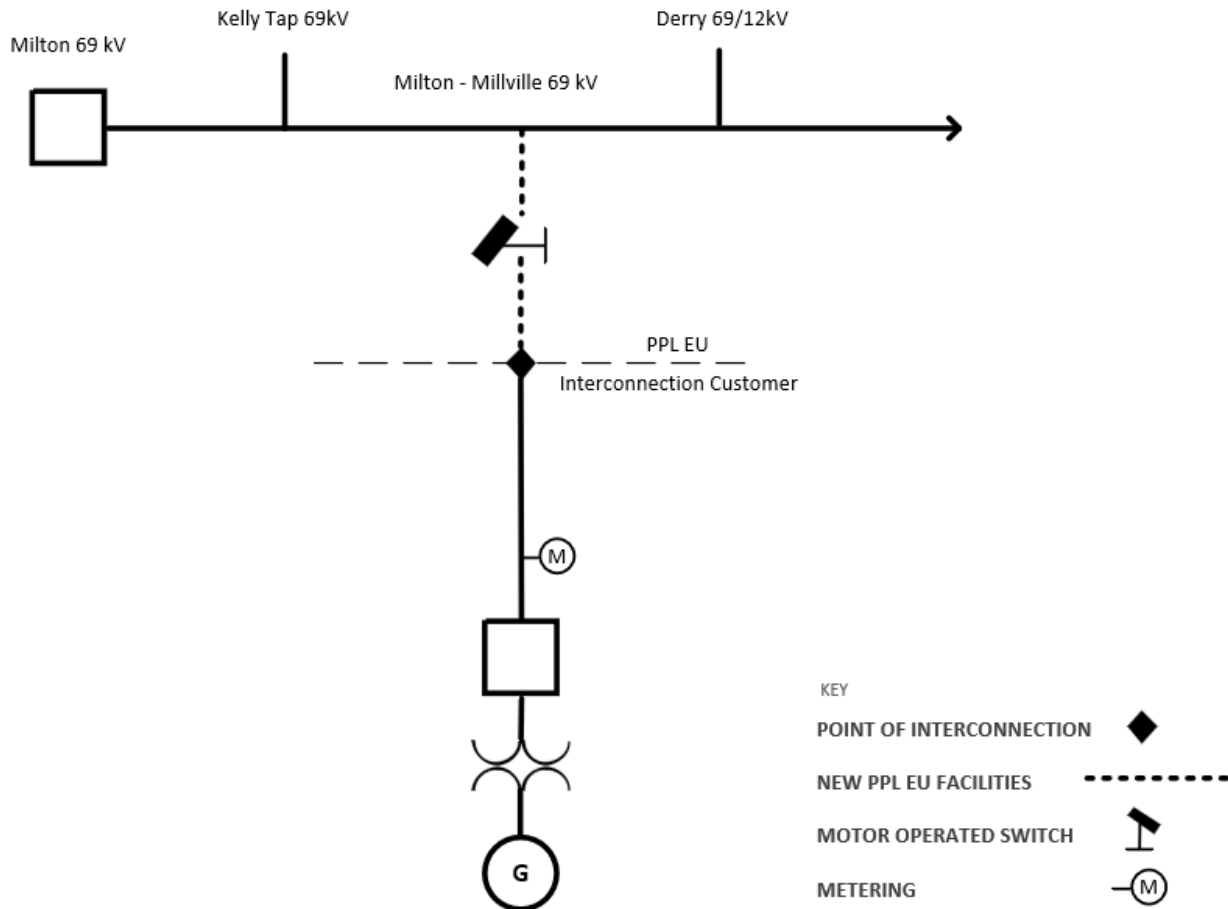 Kelly Tap 69kV
Derry 69/12kV
Milton 69 kV
Milton - Millville 69 kV
PPL EU
Interconnection Customer
M
G
KEY
POINT OF INTERCONNECTION
NEW PPL EU FACILITIES
MOTOR OPERATED SWITCH
METERING
M